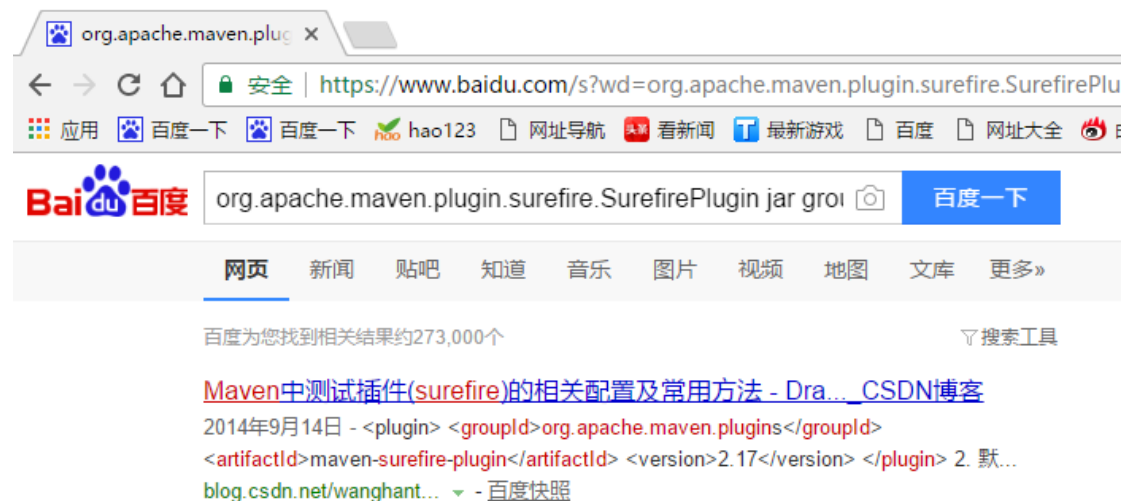 org.apache.maven.plug
安全 | https://www.baidu.com/s?wd=org.apache.maven.plugin.surefire.SurefirePlu
应用 百度一下 百度一下 hao123 网址导航 头条 看新闻 T 最新游戏 百度 网址大全
Bai du 百度 org.apache.maven.plugin.surefire.SurefirePlugin jar grou 百度一下
网页 新闻 贴吧 知道 音乐 图片 视频 地图 文库 更多»
百度为您找到相关结果约273,000个 搜索工具
Maven中测试插件(surefire)的相关配置及常用方法 - Dra..._CSDN博客
2014年9月14日 - <plugin> <groupId>org.apache.maven.plugins</groupId>
<artifactId>maven-surefire-plugin</artifactId> <version>2.17</version> </plugin> 2. 默...
blog.csdn.net/wanghant... - 百度快照